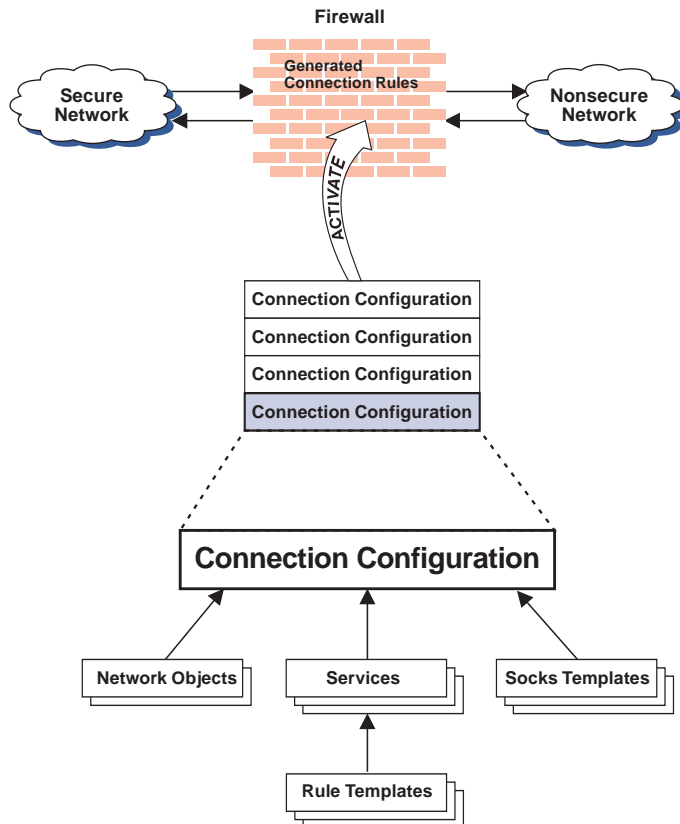 Firewall
Generated
Connection Rules
Secure
Network
Nonsecure
Network
ACTIVATE
Connection Configuration
Connection Configuration
Connection Configuration
Connection Configuration
Connection Configuration
Network Objects
Services
Socks Templates
Rule Templates